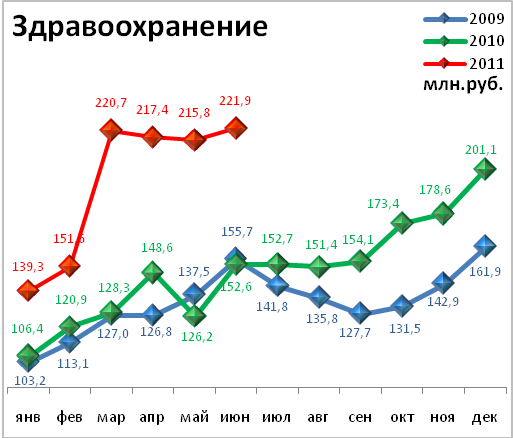 Здравоохранение
2009
2010
2011
млн.руб.
220,7 217,4 215,8 221,9
201,1
173,4 178,6
139,3 151,6
148,6 155,7 152,7 151,4 154,1
106,4 120,9 128,3 137,5
127,0 126,8 126,2 152,6 141,8 135,8 127,7 131,5 142,9 161,9
103,2 113,1
янв фев мар апр май июн июл авг сен окт ноя дек